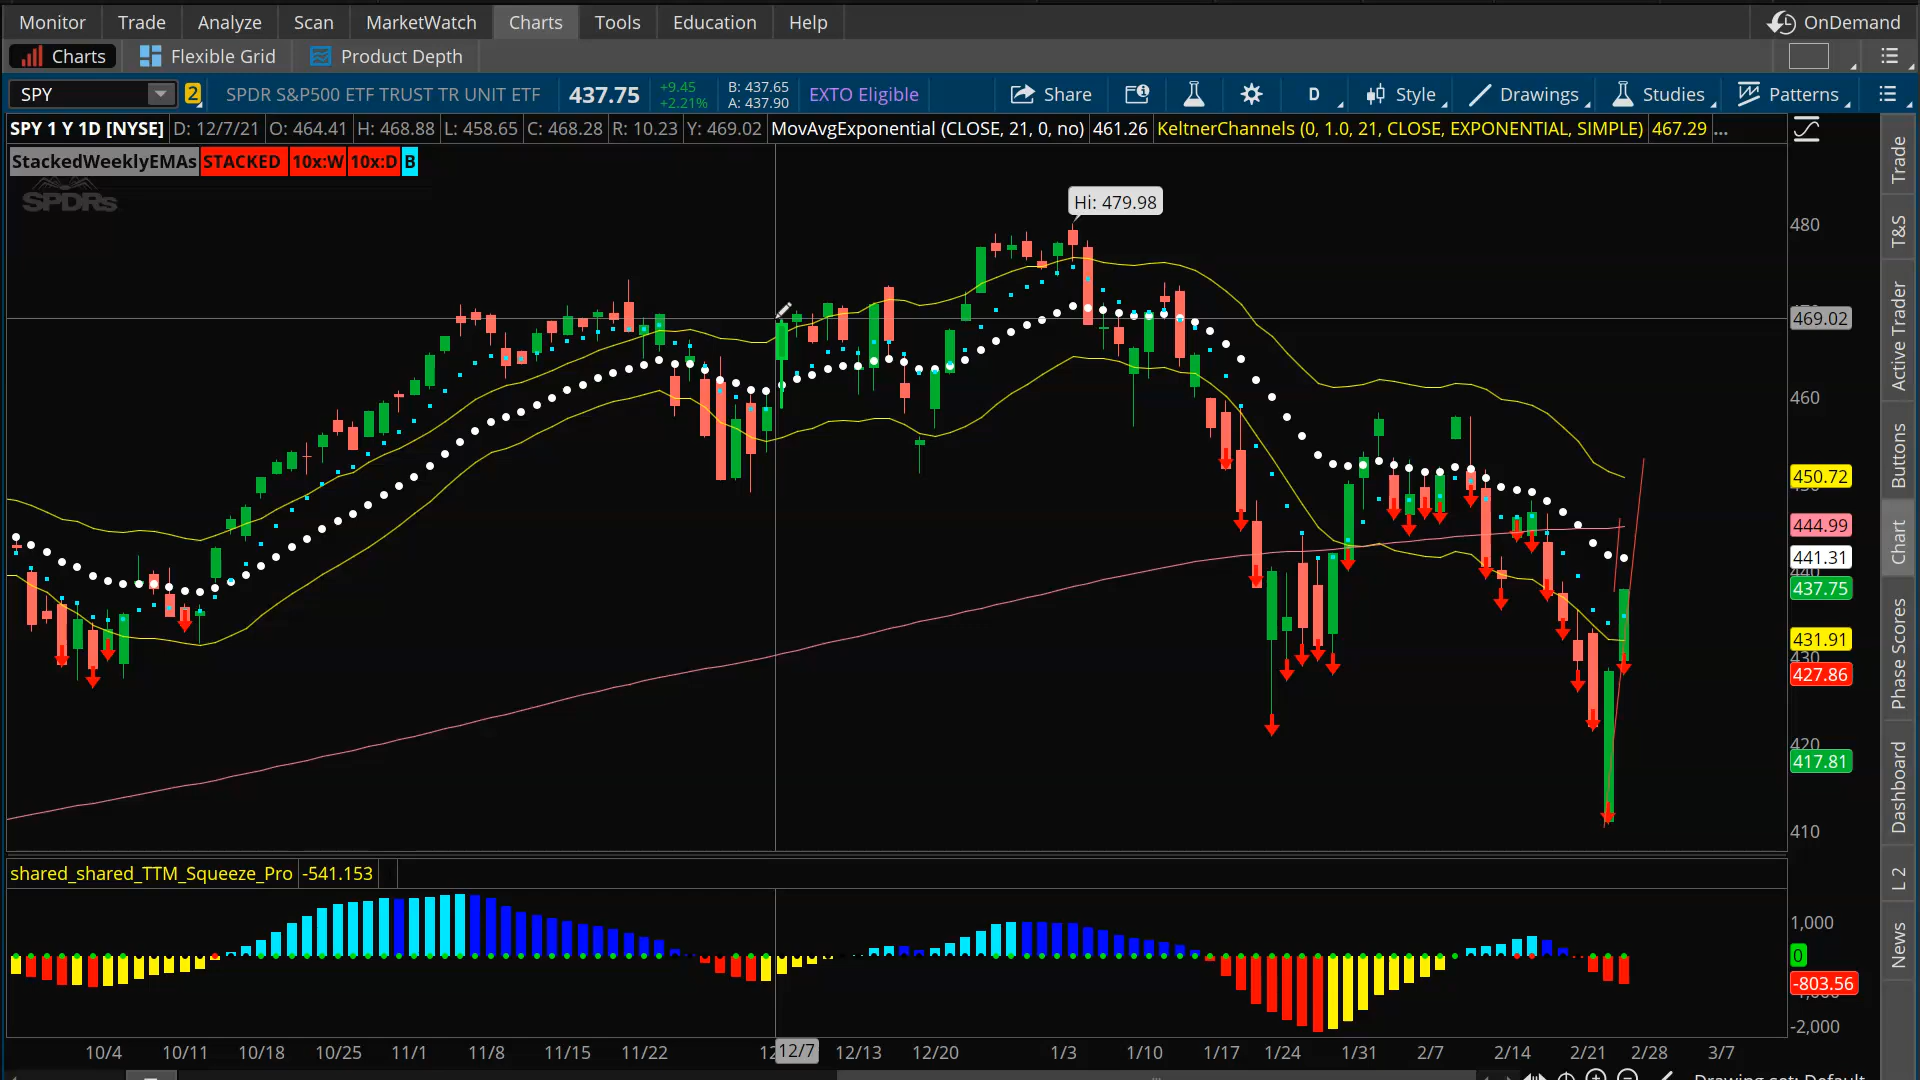 Monitor Trade Analyze Scan MarketWatch Charts Tools Education Help OnDemand
Charts Flexible Grid Product Depth
SPY 2 SPDR S&P500 ETF TRUST TR UNIT ETF 437.75 +9.45 +2.21% B: 437.65 A: 437.90 EXTO Eligible Share D Style Drawings Studies Patterns
SPY 1 Y 1D [NYSE] D: 12/7/21 O: 464.41 H: 468.88 L: 458.65 C: 468.28 R: 10.23 Y: 469.02 MovAvgExponential (CLOSE, 21, 0, no) 461.26 KeltnerChannels (0, 1.0, 21, CLOSE, EXPONENTIAL, SIMPLE) 467.29 ...
StackedWeeklyEMAs STACKED 10x:W 10x:D B
SPDRs
Hi: 479.98
480
469.02
460
450.72
444.99
441.31
437.75
431.91
430
427.86
420
417.81
410
shared_shared_TTM_Squeeze_Pro -541.153
1,000
0
-803.56
-2,000
10/4 10/11 10/18 10/25 11/1 11/8 11/15 11/22 12/7 12/13 12/20 1/3 1/10 1/17 1/24 1/31 2/7 2/14 2/21 2/28 3/7
Drawing set: Default
Trade
T&S
Active Trader
Buttons
Chart
Phase Scores
Dashboard
L 2
News